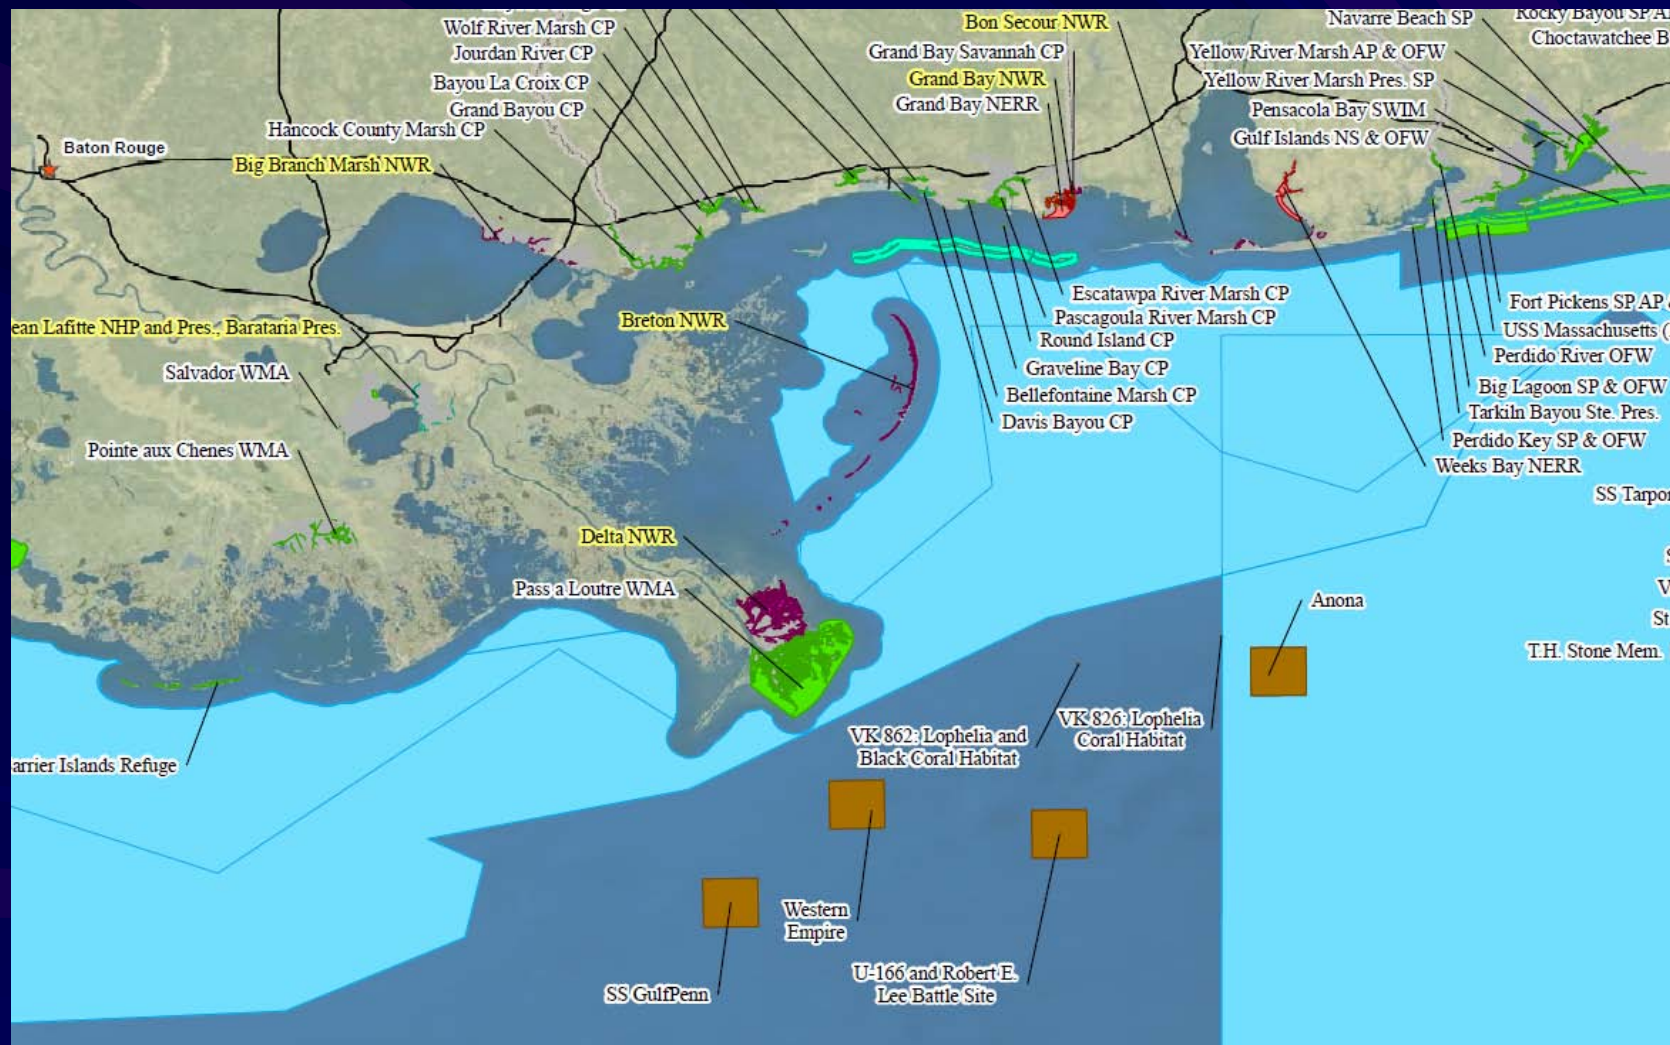 Wolf River Marsh CP
Jourdan River CP
Bayou La Croix CP
Grand Bayou CP
Hancock County Marsh CP
Big Branch Marsh NWR
Baton Rouge
Bon Secour NWR
Grand Bay Savannah CP
Grand Bay NWR
Grand Bay NERR
Navarre Beach SP
Rocky Bayou SP
Choctawatchee B
Yellow River Marsh AP & OFW
Yellow River Marsh Pres. SP
Pensacola Bay SWIM
Gulf Islands NS & OFW
ean Lafitte NHP and Pres., Barataria Pres.
Salvador WMA
Pointe aux Chenes WMA
Breton NWR
Escatawpa River Marsh CP
Pascagoula River Marsh CP
Round Island CP
Graveline Bay CP
Bellefontaine Marsh CP
Davis Bayou CP
Fort Pickens SP AP
USS Massachusetts (
Perdido River OFW
Big Lagoon SP & OFW
Tarkiln Bayou Ste. Pres.
Perdido Key SP & OFW
Weeks Bay NERR
SS Tarpo
Delta NWR
Pass a Loutre WMA
Anona
V
St
T.H. Stone Mem.
arrier Islands Refuge
VK 862: Lophelia and
Black Coral Habitat
VK 826: Lophelia
Coral Habitat
Western
Empire
U-166 and Robert E.
Lee Battle Site
SS GulfPenn